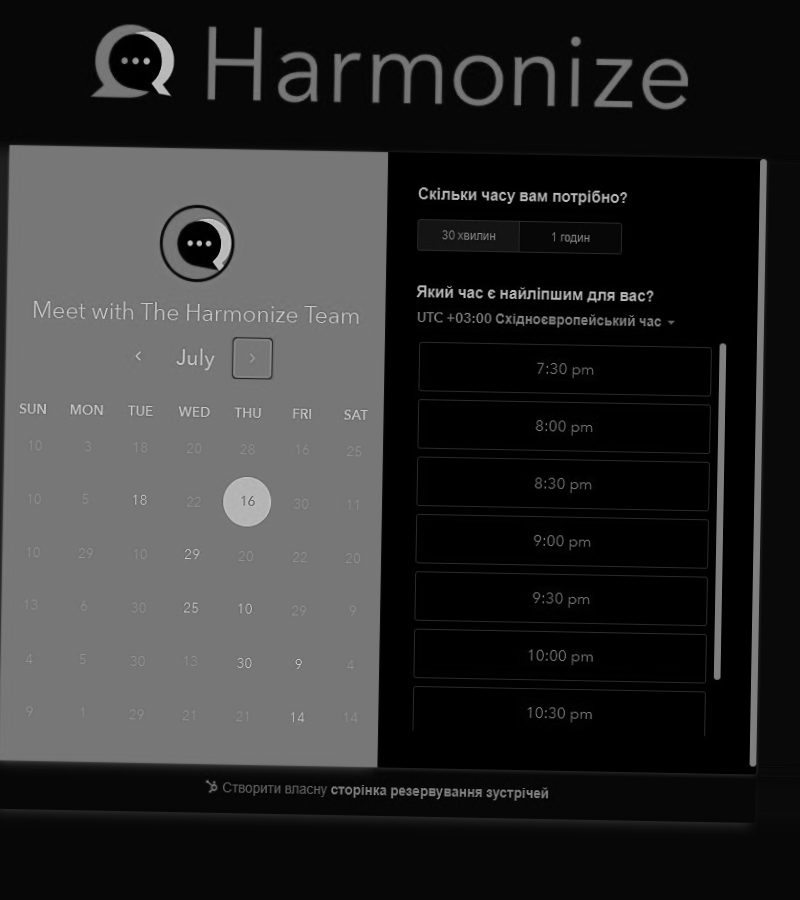 Harmonize
Meet with The Harmonize Team
July
SUN MON TUE WED THU FRI SAT
10 3 18 20 28 16 25
10 5 18 22 16 30 11
10 29 10 29 20 22 20
13 6 30 25 10 29 9
4 5 30 13 30 9 4
9 1 29 21 21 14 14
Скільки часу вам потрібно?
30 хвилин 1 годин
Який час є найліпшим для вас?
UTC +03:00 Східноєвропейський час
7:30 pm
8:00 pm
8:30 pm
9:00 pm
9:30 pm
10:00 pm
10:30 pm
Створити власну сторінка резервування зустрічей